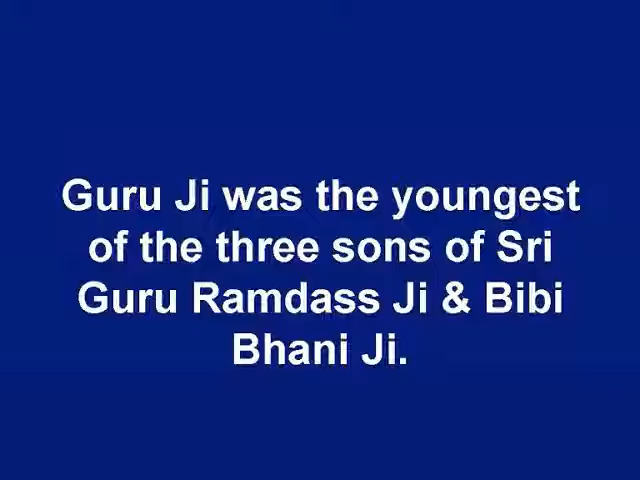 Guru Ji was the youngest
of the three sons of Sri
Guru Ramdass Ji & Bibi
Bhani Ji.